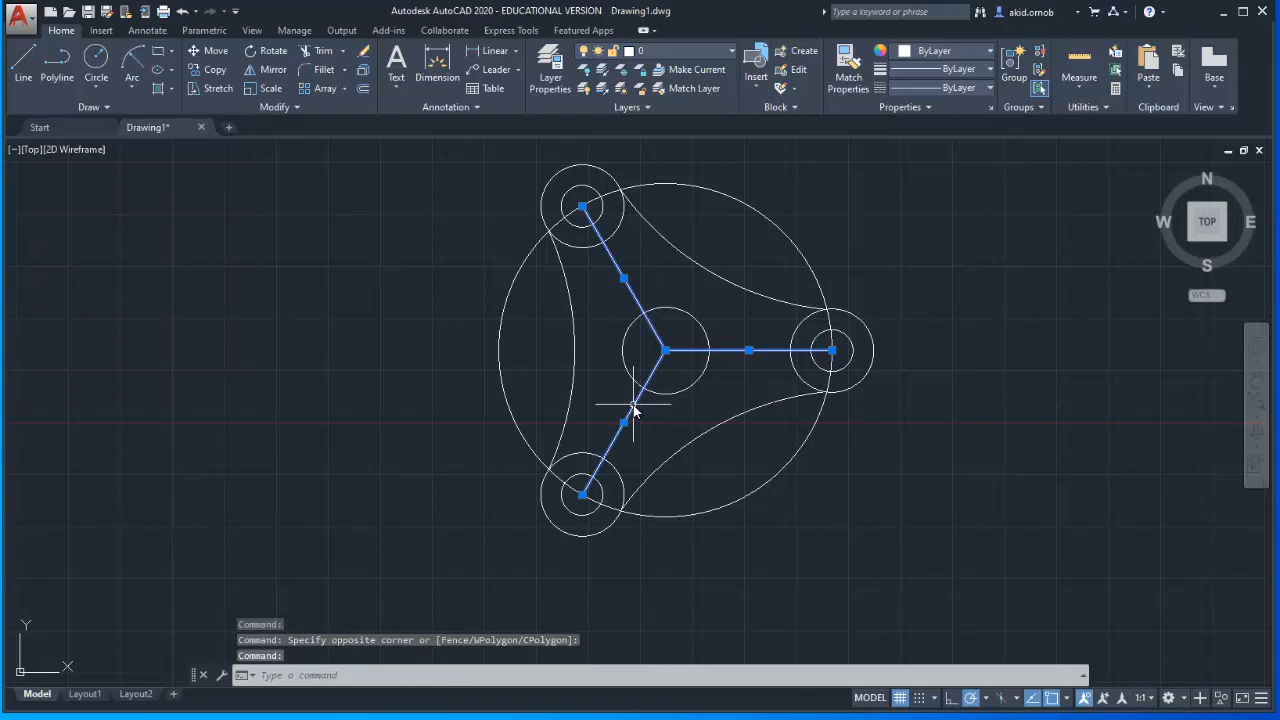 A
Autodesk AutoCAD 2020 - EDUCATIONAL VERSION Drawing1.dwg
Type a keyword or phrase
akid.omob
Home Insert Annotate Parametric View Manage Output Add-ins Collaborate Express Tools Featured Apps
Line
Polyline
Circle
Arc
Move Rotate Trim
Copy Mirror Fillet
Stretch Scale Array
A
Text
Dimension
Linear
Leader
Table
Layer
Properties
0
Make Current
Match Layer
Insert
Create
Edit
Match
Properties
ByLayer
ByLayer
ByLayer
Group
Measure
Paste
Base
Draw Modify Annotation Layers Block Properties Groups Utilities Clipboard View
Start Drawing1*
[−][Top][2D Wireframe]
N
W TOP E
S
WCS
Y
X
Command:
Command: Specify opposite corner or [Fence/WPolygon/CPolygon]:
Command:
Type a command
Model Layout1 Layout2
MODEL 1:1